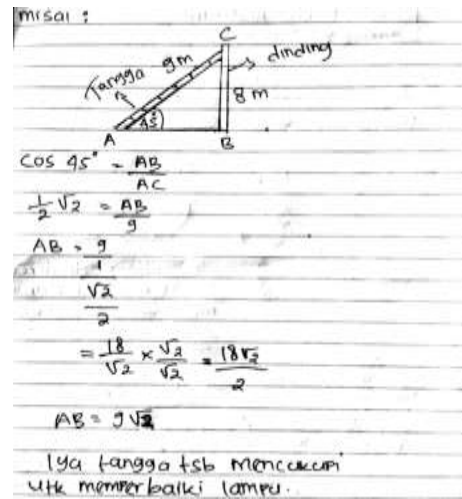 misal :
C
Tangga 9m
dinding
8 m
45°
A
B
cos 45° = AB/AC
1/2 √2 = AB/9
AB = 9/1
√2/2
= 18/√2 × √2/√2 = 18√2/2
AB = 9√2
Iya tangga tsb mencukupi
utk memperbaiki lampu.